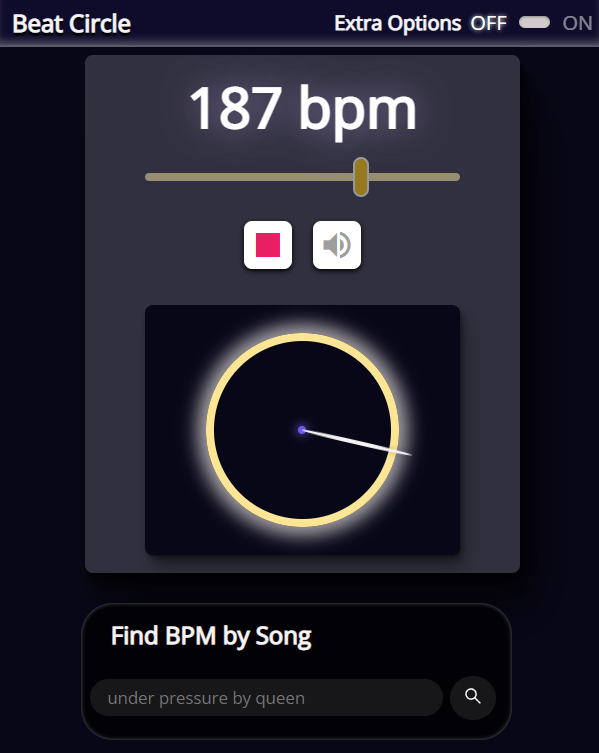 Beat Circle
Extra Options OFF ON
187 bpm
Find BPM by Song
under pressure by queen